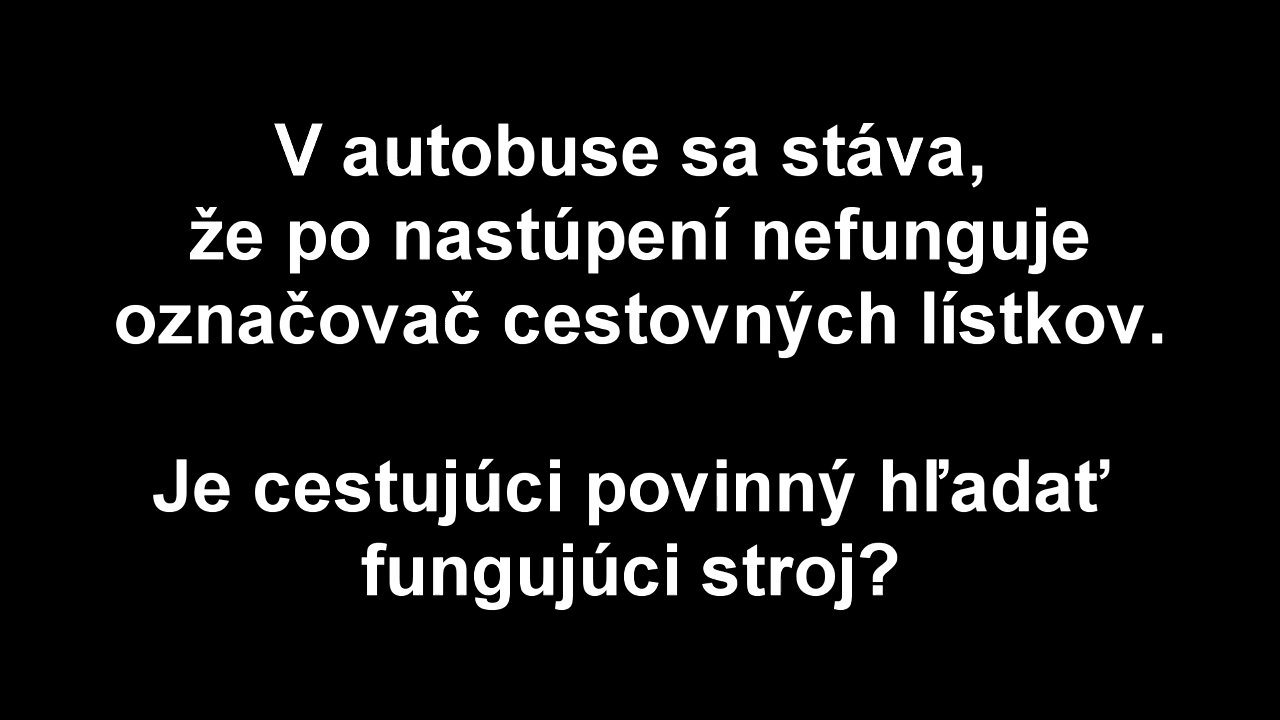 V autobuse sa stáva,
že po nastúpení nefunguje
označovač cestovných lístkov.
Je cestujúci povinný hľadať
fungujúci stroj?